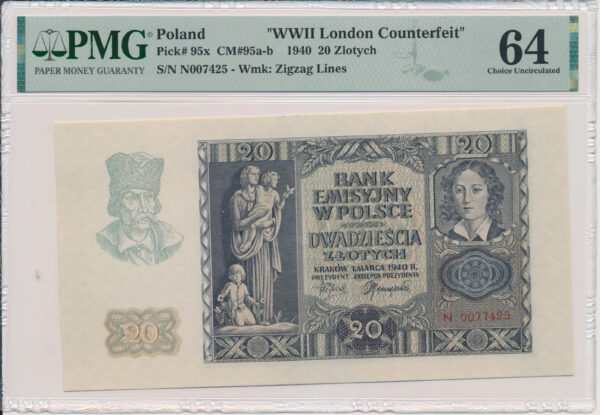 PMG
PAPER MONEY GUARANTY
Poland "WWII London Counterfeit"
Pick# 95x CM#95a-b 1940 20 Zlotych
S/N N007425 - Wmk: Zigzag Lines
64
Choice Uncirculated
20 20
BANK
EMISYJNY
W POLSCE
DWADZIEŚCIA
ZŁOTYCH
KRAKÓW 1. MARCA 1940 R.
PREZYDENT ZASTĘPCA PREZYDENTA
N 0077425
20
20